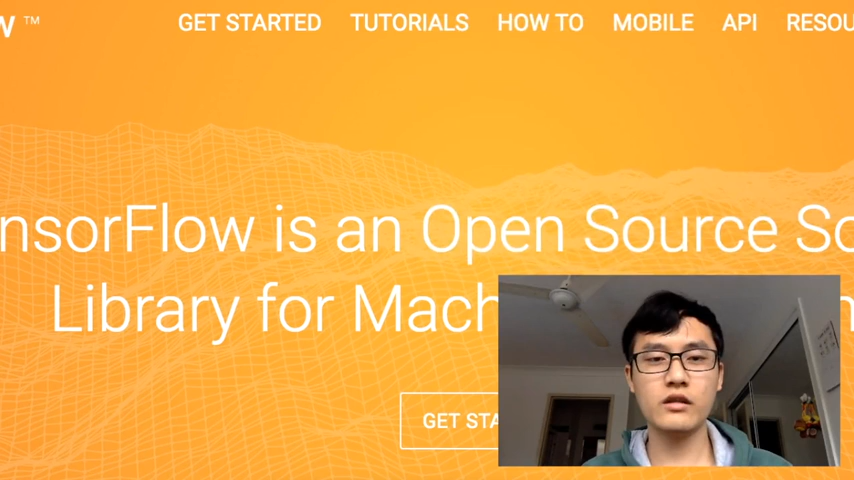 W ™ GET STARTED TUTORIALS HOW TO MOBILE API RESOU
nsorFlow is an Open Source So
Library for Mach
GET STA